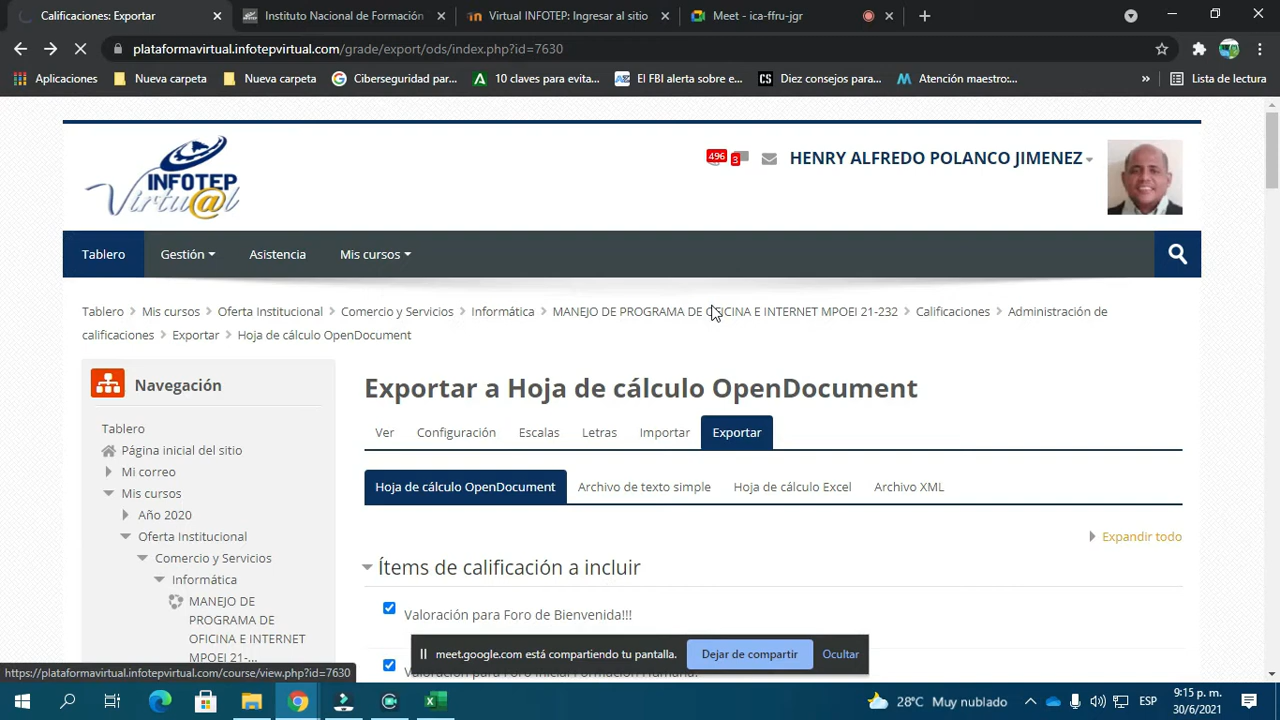 Calificaciones: Exportar
Instituto Nacional de Formación
Virtual INFOTEP: Ingresar al sitio
Meet - ica-ffru-jgr
plataformavirtual.infotepvirtual.com/grade/export/ods/index.php?id=7630
Aplicaciones
Nueva carpeta
Nueva carpeta
Ciberseguridad par...
10 claves para evita...
El FBI alerta sobre e...
Diez consejos para...
Atención maestro:...
»
Lista de lectura
INFOTEP
Virtu@l
496
3
HENRY ALFREDO POLANCO JIMENEZ
Tablero
Gestión
Asistencia
Mis cursos
Tablero > Mis cursos > Oferta Institucional > Comercio y Servicios > Informática > MANEJO DE PROGRAMA DE OFICINA E INTERNET MPOEI 21-232 > Calificaciones > Administración de
calificaciones > Exportar > Hoja de cálculo OpenDocument
Navegación
Tablero
Página inicial del sitio
Mi correo
Mis cursos
Año 2020
Oferta Institucional
Comercio y Servicios
Informática
MANEJO DE
PROGRAMA DE
OFICINA E INTERNET
MPOEI 21-...
Exportar a Hoja de cálculo OpenDocument
Ver
Configuración
Escalas
Letras
Importar
Exportar
Hoja de cálculo OpenDocument
Archivo de texto simple
Hoja de cálculo Excel
Archivo XML
Expandir todo
Ítems de calificación a incluir
Valoración para Foro de Bienvenida!!!
Valoración para Foro Inicial Formación Humana.
meet.google.com está compartiendo tu pantalla.
Dejar de compartir
Ocultar
https://plataformavirtual.infotepvirtual.com/course/view.php?id=7630
28°C Muy nublado
ESP
9:15 p. m.
30/6/2021